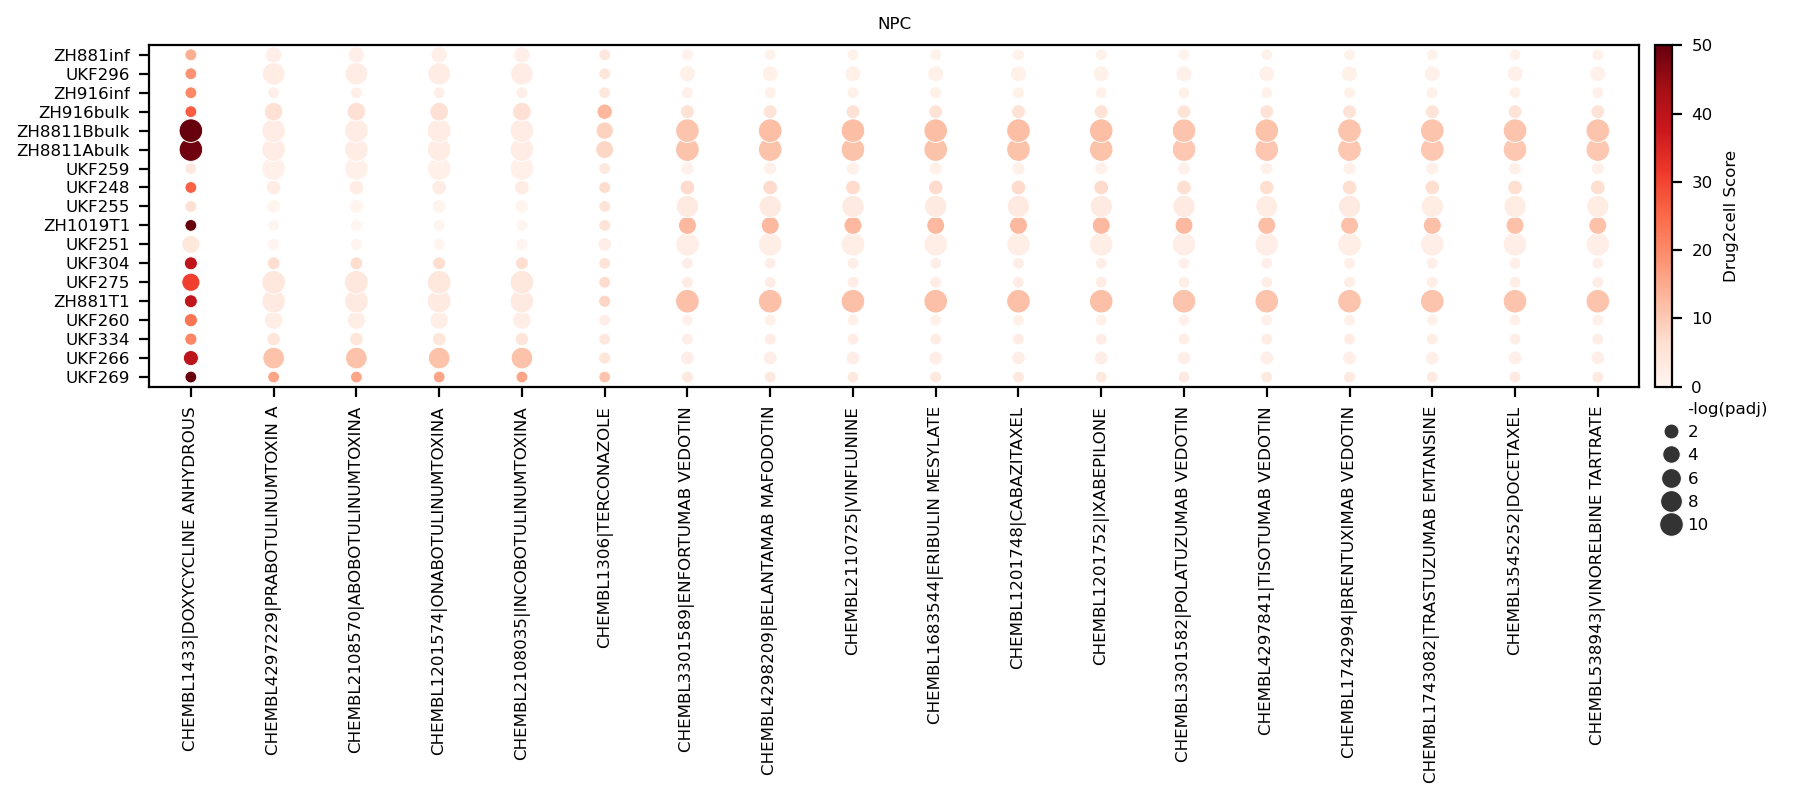 NPC
ZH881inf
UKF296
ZH916inf
ZH916bulk
ZH8811Bbulk
ZH8811Abulk
UKF259
UKF248
UKF255
ZH1019T1
UKF251
UKF304
UKF275
ZH881T1
UKF260
UKF334
UKF266
UKF269
CHEMBL1433|DOXYCYCLINE ANHYDROUS
CHEMBL4297229|PRABOTULINUMTOXIN A
CHEMBL2108570|ABOBOTULINUMTOXINA
CHEMBL1201574|ONABOTULINUMTOXINA
CHEMBL2108035|INCOBOTULINUMTOXINA
CHEMBL1306|TERCONAZOLE
CHEMBL3301589|ENFORTUMAB VEDOTIN
CHEMBL4298209|BELANTAMAB MAFODOTIN
CHEMBL2110725|VINFLUNINE
CHEMBL1683544|ERIBULIN MESYLATE
CHEMBL1201748|CABAZITAXEL
CHEMBL1201752|IXABEPILONE
CHEMBL3301582|POLATUZUMAB VEDOTIN
CHEMBL4297841|TISOTUMAB VEDOTIN
CHEMBL1742994|BRENTUXIMAB VEDOTIN
CHEMBL1743082|TRASTUZUMAB EMTANSINE
CHEMBL3545252|DOCETAXEL
CHEMBL538943|VINORELBINE TARTRATE
50
40
30
20
10
0
Drug2cell Score
-log(padj)
2
4
6
8
10